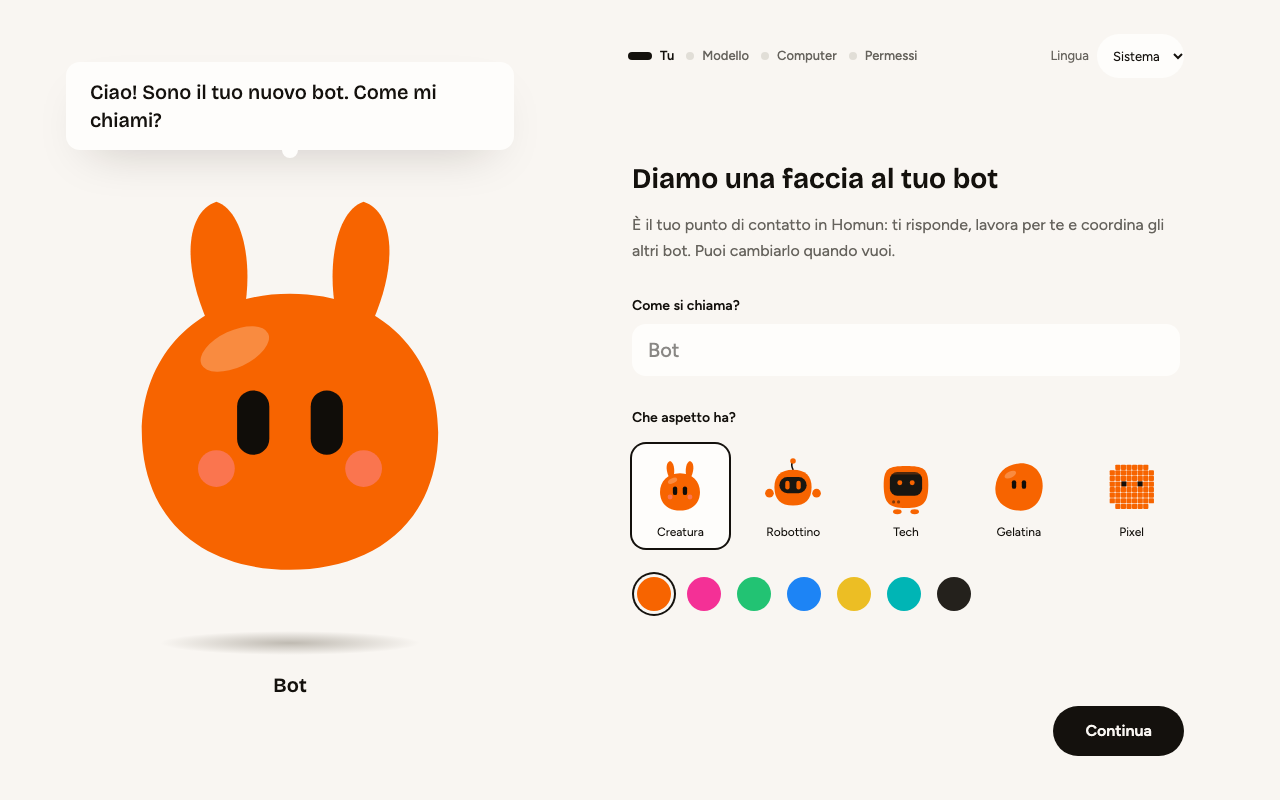 Ciao! Sono il tuo nuovo bot. Come mi
chiami?
Bot
Tu
Modello
Computer
Permessi
Lingua
Sistema
Diamo una faccia al tuo bot
È il tuo punto di contatto in Homun: ti risponde, lavora per te e coordina gli
altri bot. Puoi cambiarlo quando vuoi.
Come si chiama?
Bot
Che aspetto ha?
Creatura
Robottino
Tech
Gelatina
Pixel
Continua